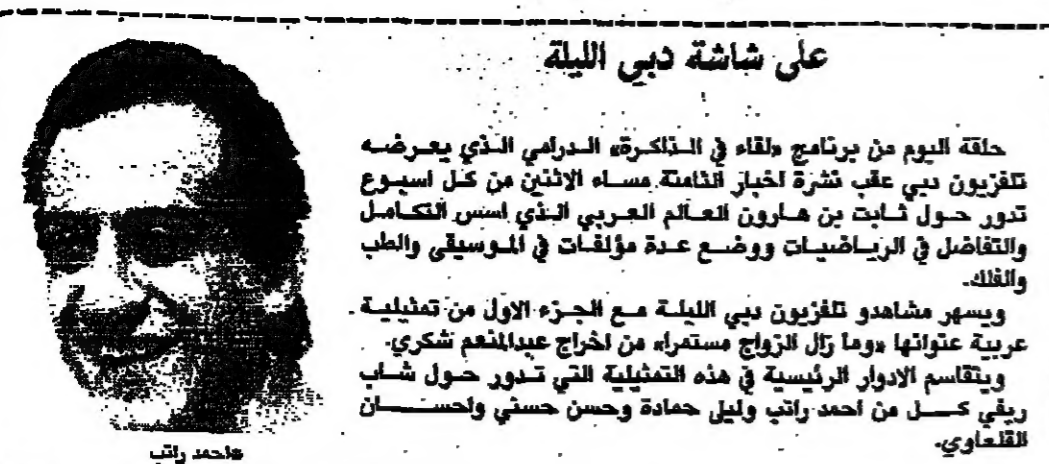 على شاشة دبي الليلة
حلقة اليوم من برنامج «لقاء في الذاكرة» الدرامي الذي يعرضه
تلفزيون دبي عقب نشرة اخبار الثامنة مساء الاثنين من كل اسبوع
تدور حول ثابت بن هارون العالم العربي الذي اسس التكامل
والتفاضل في الرياضيات ووضع عدة مؤلفات في الموسيقى والطب
والفلك.
ويسهر مشاهدو تلفزيون دبي الليلة مع الجزء الاول من تمثيلية
عربية عنوانها «وما زال الزواج مستمرا» من اخراج عبدالمنعم شكري.
ويتقاسم الادوار الرئيسية في هذه التمثيلية التي تدور حول شاب
ريفي كل من احمد راتب وليلى حمادة وحسن حسني واحسان
القلعاوي.
احمد راتب